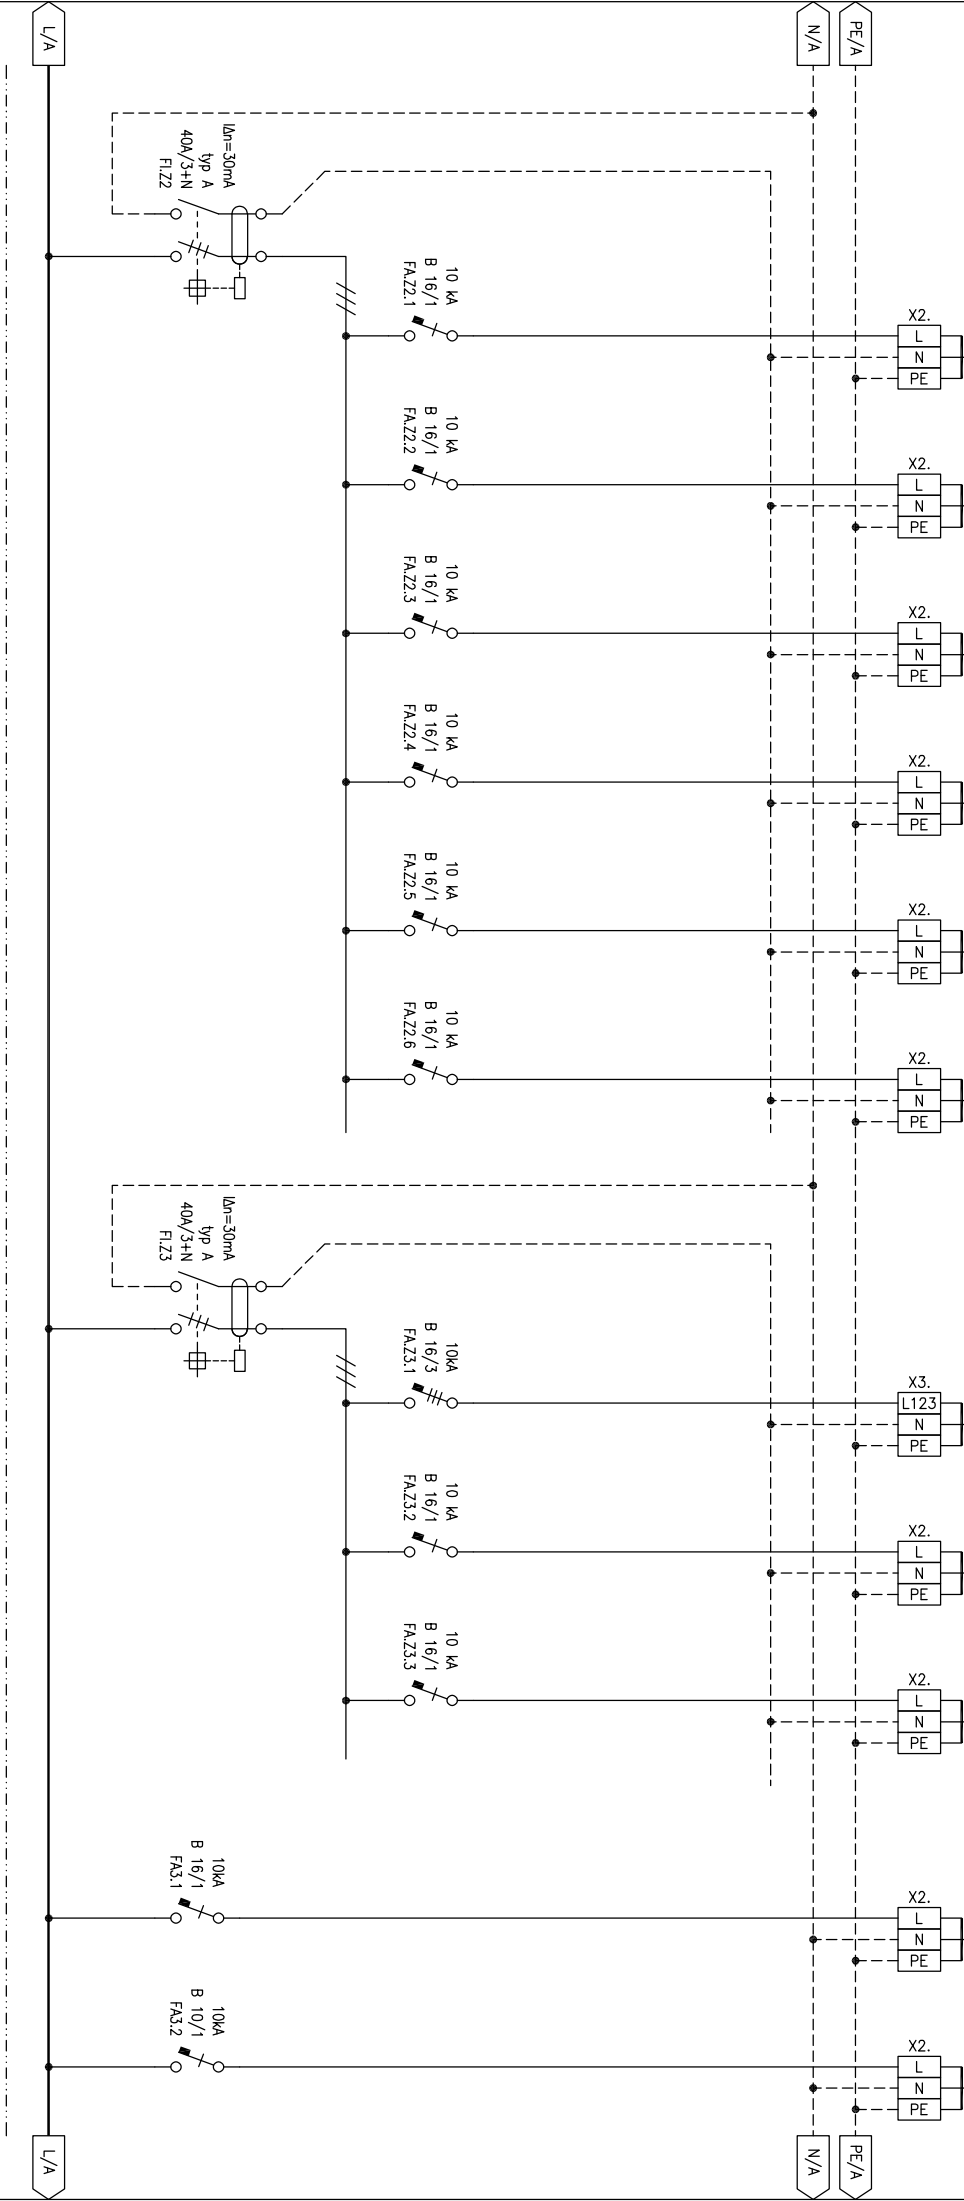 L/A
N/A
PE/A
IΔn=30mA
typ A
40A/3+N
FI.Z2
10 kA
B 16/1
FA.Z2.1
X2.
L
N
PE
10 kA
B 16/1
FA.Z2.2
X2.
L
N
PE
10 kA
B 16/1
FA.Z2.3
X2.
L
N
PE
10 kA
B 16/1
FA.Z2.4
X2.
L
N
PE
10 kA
B 16/1
FA.Z2.5
X2.
L
N
PE
10 kA
B 16/1
FA.Z2.6
X2.
L
N
PE
IΔn=30mA
typ A
40A/3+N
FI.Z3
10kA
B 16/3
FA.Z3.1
X3.
L123
N
PE
10 kA
B 16/1
FA.Z3.2
X2.
L
N
PE
10 kA
B 16/1
FA.Z3.3
X2.
L
N
PE
10kA
B 16/1
FA3.1
X2.
L
N
PE
10kA
B 10/1
FA3.2
X2.
L
N
PE
L/A
N/A
PE/A